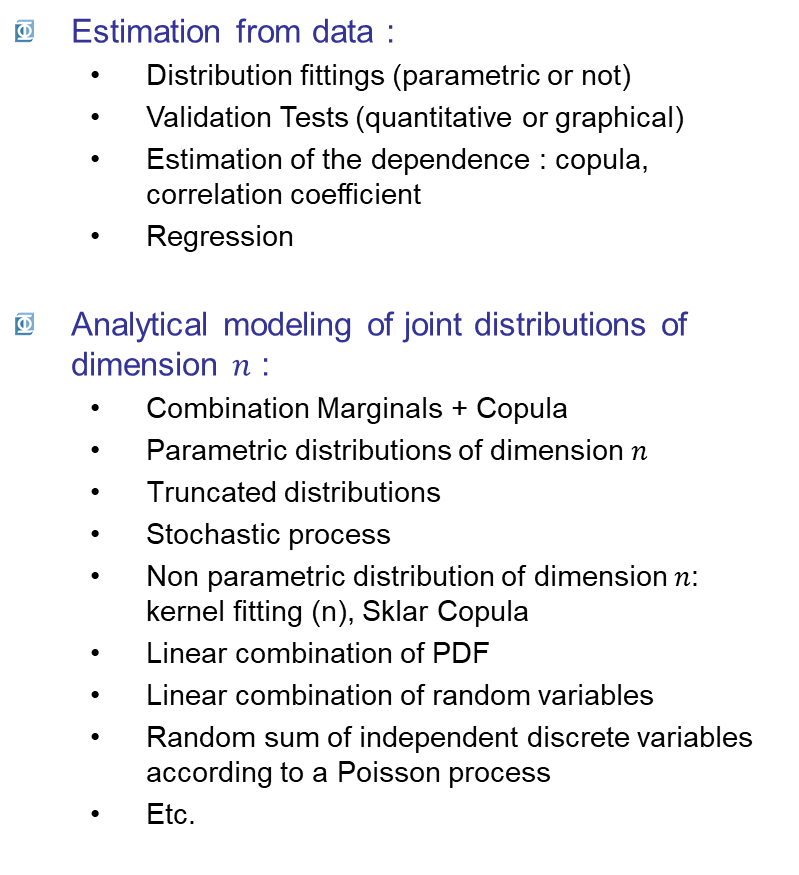 Estimation from data :
• Distribution fittings (parametric or not)
• Validation Tests (quantitative or graphical)
• Estimation of the dependence : copula,
correlation coefficient
• Regression
Analytical modeling of joint distributions of
dimension n :
• Combination Marginals + Copula
• Parametric distributions of dimension n
• Truncated distributions
• Stochastic process
• Non parametric distribution of dimension n:
kernel fitting (n), Sklar Copula
• Linear combination of PDF
• Linear combination of random variables
• Random sum of independent discrete variables
according to a Poisson process
• Etc.